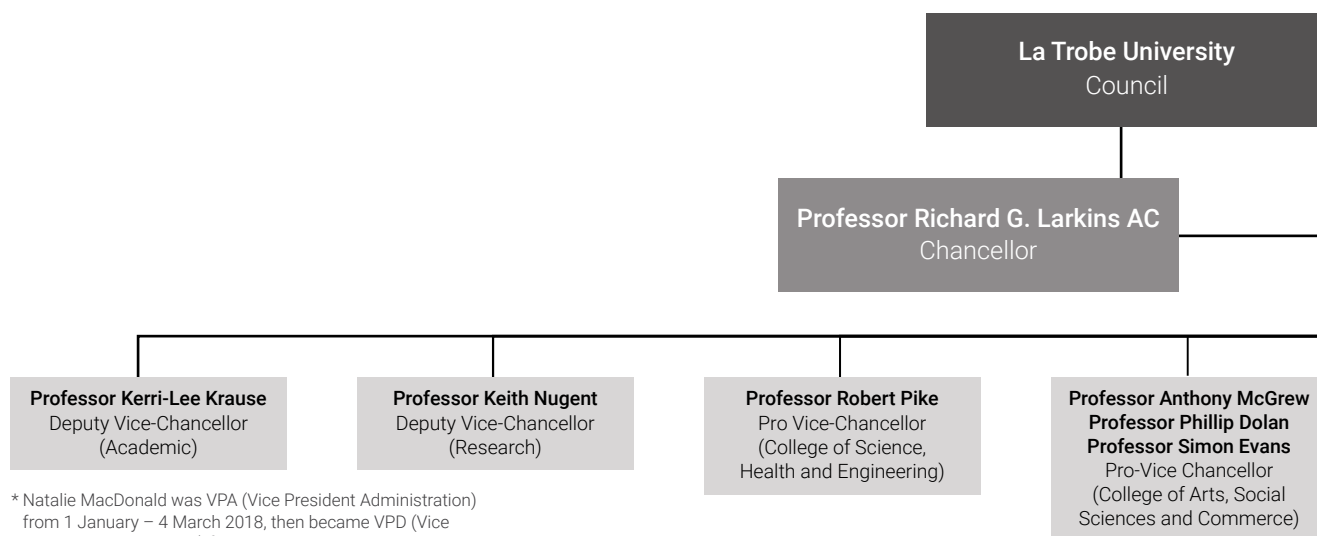 La Trobe University
Council
Professor Richard G. Larkins AC
Chancellor
Professor Kerri-Lee Krause
Deputy Vice-Chancellor
(Academic)
Professor Keith Nugent
Deputy Vice-Chancellor
(Research)
Professor Robert Pike
Pro Vice-Chancellor
(College of Science,
Health and Engineering)
Professor Anthony McGrew
Professor Phillip Dolan
Professor Simon Evans
Pro-Vice Chancellor
(College of Arts, Social
Sciences and Commerce)
* Natalie MacDonald was VPA (Vice President Administration)
from 1 January – 4 March 2018, then became VPD (Vice